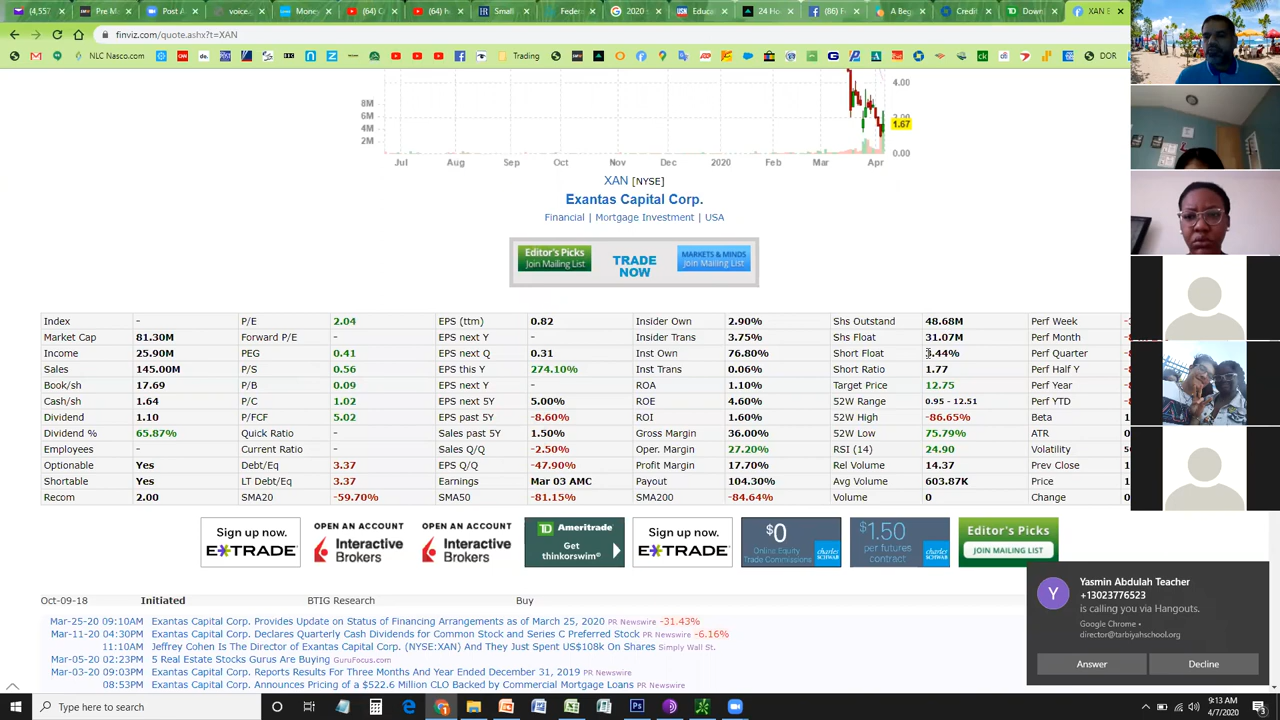 (4,557
Pre-M
Ins
Invitat
Money
You
(64) H
Small
Federa
24 Ho
(86) F
A Beg
Const
(1) TD
XAN E
finviz.com/quote.ashx?t=XAN
NLC Nasco.com
Trading
DOR
4.00
8M
6M
1.67
4M
2M
0.00
Jul Aug Sep Oct Nov Dec 2020 Feb Mar Apr
XAN [NYSE]
Exantas Capital Corp.
Financial | Mortgage Investment | USA
Editor's Picks
Join Mailing List
TRADE NOW
MARKETS & MINDS
Join Mailing List
Index - P/E 2.04 EPS (ttm) 0.82 Insider Own 2.90% Shs Outstand 48.68M Perf Week
Market Cap 81.30M Forward P/E - EPS next Y - Insider Trans 3.75% Shs Float 31.07M Perf Month
Income 25.90M PEG 0.41 EPS next Q 0.31 Inst Own 76.80% Short Float .44% Perf Quarter
Sales 145.00M P/S 0.56 EPS this Y 274.10% Inst Trans 0.06% Short Ratio 1.77 Perf Half Y
Book/sh 17.69 P/B 0.09 EPS next Y - ROA 1.10% Target Price 12.75 Perf Year
Cash/sh 1.64 P/C 1.02 EPS next 5Y - ROE 4.60% 52W Range 0.95 - 12.51 Perf YTD
Dividend 1.10 P/FCF 5.02 EPS past 5Y -8.60% ROI 1.60% 52W High -86.65% Beta 1
Dividend % 65.87% Quick Ratio - Sales past 5Y 1.50% Gross Margin 36.00% 52W Low 75.79% ATR 0
Employees - Current Ratio - Sales Q/Q -2.50% Oper. Margin 27.20% RSI (14) 24.90 Volatility
Optionable Yes Debt/Eq 3.37 EPS Q/Q -47.90% Profit Margin 17.70% Rel Volume 14.37 Prev Close 1
Shortable Yes LT Debt/Eq 3.37 Earnings Mar 03 AMC Payout 104.30% Avg Volume 603.87K Price 1
Recom 2.00 SMA20 -59.70% SMA50 -81.15% SMA200 -84.64% Volume 0 Change
Sign up now.
E*TRADE
OPEN AN ACCOUNT
Interactive Brokers
OPEN AN ACCOUNT
Interactive Brokers
TD Ameritrade
Get thinkorswim®
Sign up now.
E*TRADE
$0
Online Equity Trade Commissions
charles SCHWAB
$1.50
per futures contract
charles SCHWAB
Editor's Picks
JOIN MAILING LIST
Oct-09-18 Initiated BTIG Research Buy
Mar-25-20 09:10AM Exantas Capital Corp. Provides Update on Status of Financing Arrangements as of March 25, 2020 PR Newswire -31.43%
Mar-11-20 04:30PM Exantas Capital Corp. Declares Quarterly Cash Dividends for Common Stock and Series C Preferred Stock PR Newswire -6.16%
11:10AM Jeffrey Cohen Is The Director of Exantas Capital Corp. (NYSE:XAN) And They Just Spent US$108k On Shares Simply Wall St.
Mar-05-20 02:23PM 5 Real Estate Stocks Gurus Are Buying GuruFocus.com
Mar-03-20 09:03PM Exantas Capital Corp. Reports Results For Three Months And Year Ended December 31, 2019 PR Newswire
08:53PM Exantas Capital Corp. Announces Pricing of a $522.6 Million CLO Backed by Commercial Mortgage Loans PR Newswire
Y
Yasmin Abdulah Teacher
+13023776523
is calling you via Hangouts.
Google Chrome •
director@tarbiyahschool.org
Answer
Decline
Type here to search
9:13 AM
4/7/2020